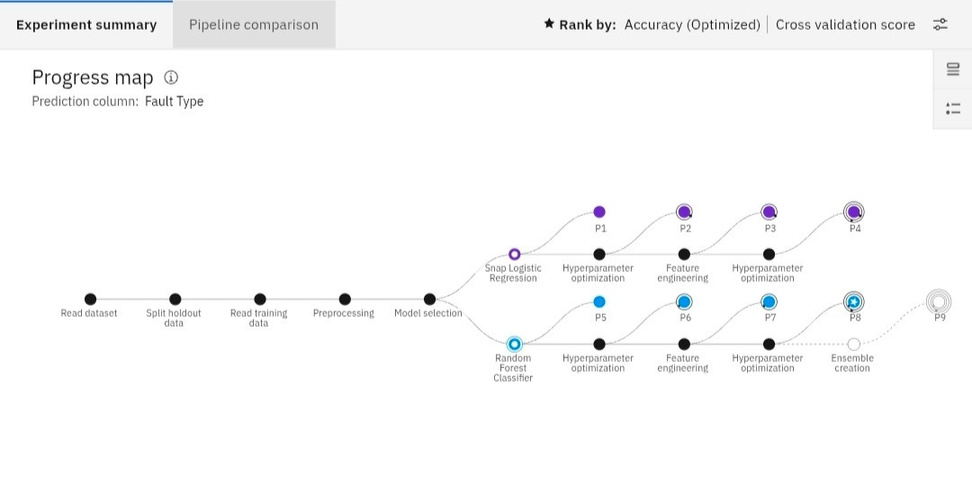 Experiment summary
Pipeline comparison
Rank by: Accuracy (Optimized) | Cross validation score
Progress map
Prediction column: Fault Type
P1
P2
P3
P4
Snap Logistic
Regression
Hyperparameter
optimization
Feature
engineering
Hyperparameter
optimization
Read dataset
Split holdout
data
Read training
data
Preprocessing
Model selection
P5
P6
P7
P8
P9
Random
Forest
Classifier
Hyperparameter
optimization
Feature
engineering
Hyperparameter
optimization
Ensemble
creation